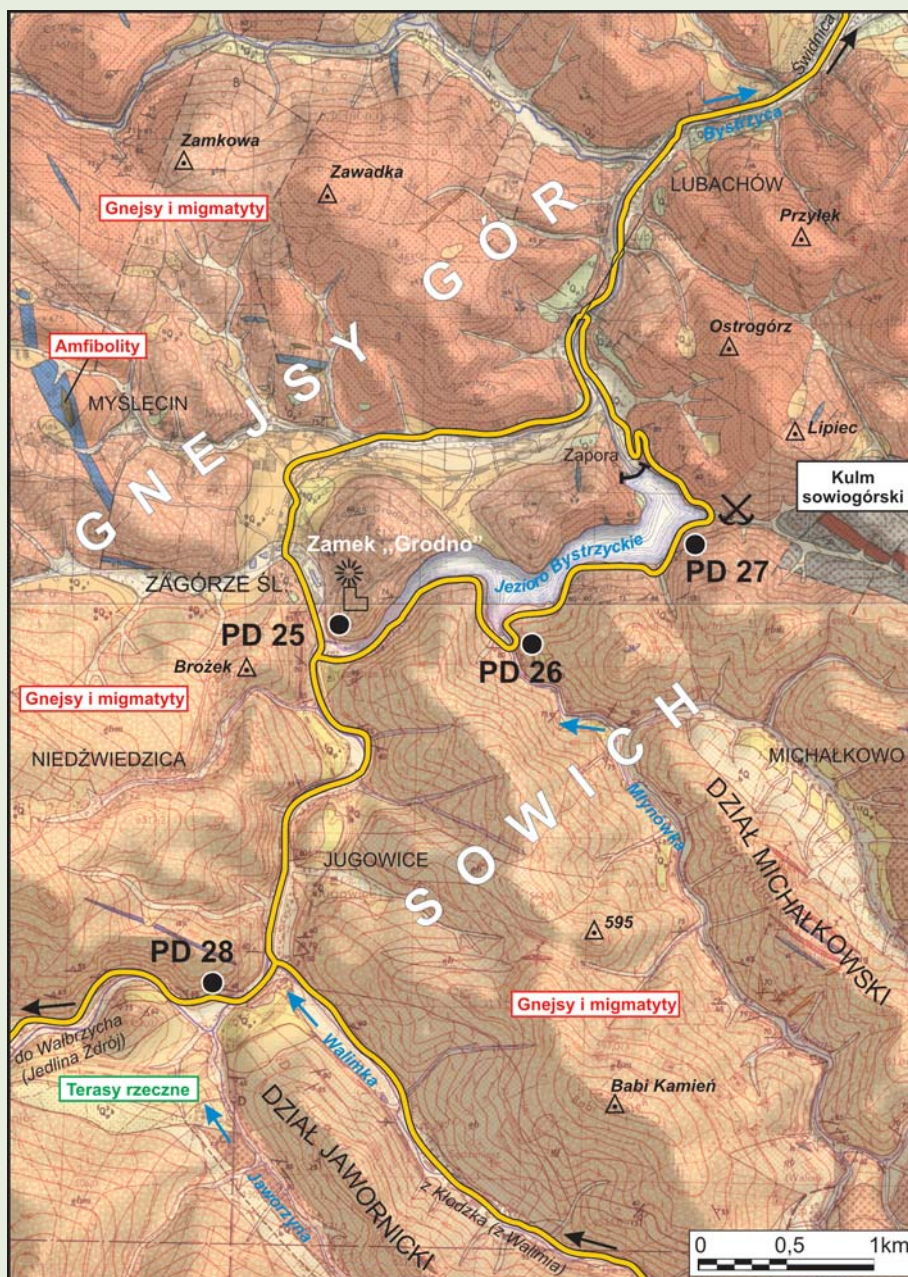 Świdnica
Bystrzyca
Zamkowa
Zawadka
LUBACHÓW
Gnejsy i migmatyty
Przyłęk
GNEJSY GÓR
Ostrogórz
Amfibolity
MYŚLĘCIN
Lipiec
Zapora
Kulm
sowiogórski
Zamek „Grodno”
Jezioro Bystrzyckie
PD 27
ZAGÓRZE ŚL.
PD 25
PD 26
Brożek
Gnejsy i migmatyty
SOWICH
NIEDŹWIEDZICA
MICHAŁKOWO
Młynówka
DZIAŁ MICHAŁKOWSKI
JUGOWICE
595
PD 28
Gnejsy i migmatyty
do Wałbrzycha
(Jedlina Zdrój)
Walimka
Terasy rzeczne
Babi Kamień
DZIAŁ JAWORNICKI
Jaworzyna
z Kłodzka (z Walimia)
0 0,5 1km